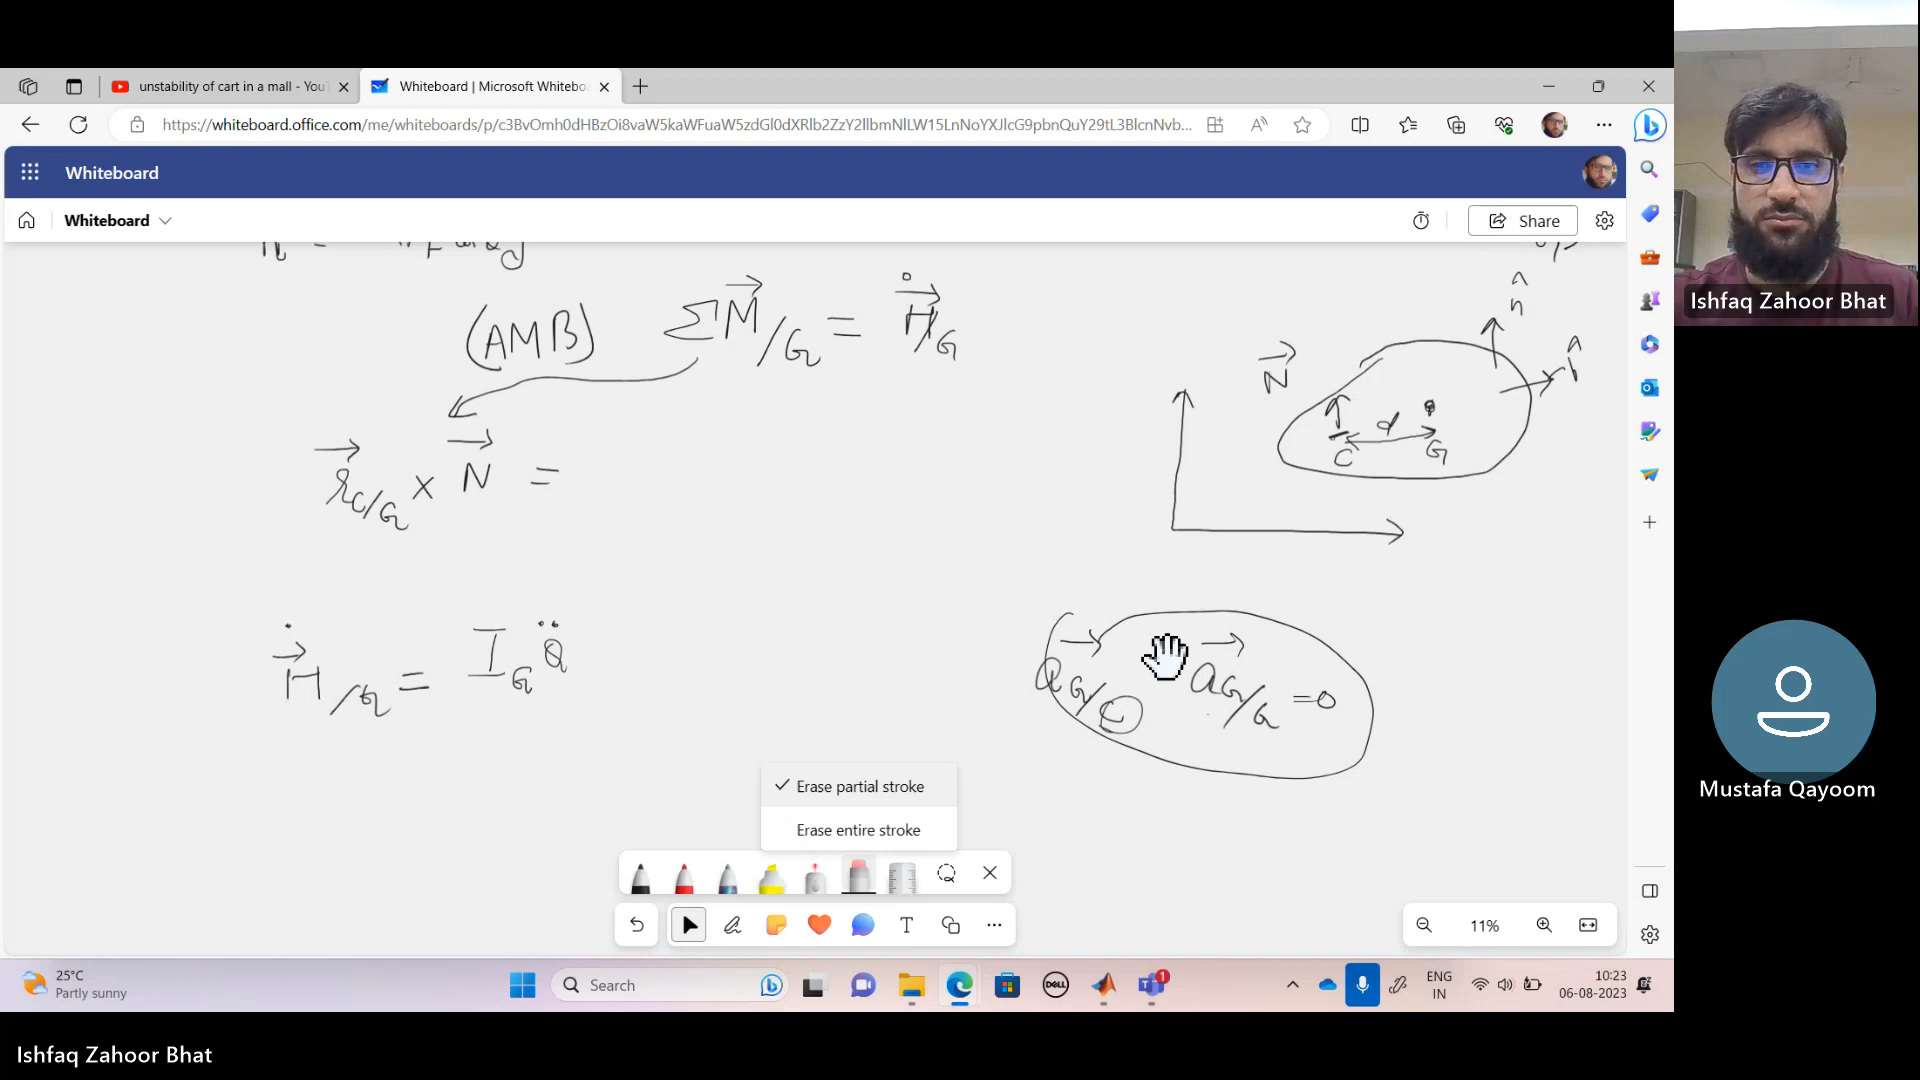 unstability of cart in a mall - You
Whiteboard | Microsoft Whitebo
https://whiteboard.office.com/me/whiteboards/p/c3BvOmh0dHBzOi8vaW5kaWFuaW5zdGl0dXRlb2ZzY2llbmNlLW15LnNoYXJlcG9pbnQuY29tL3BlcnNvb...
Whiteboard
Whiteboard
Share
(AMB) ΣM⃗/G = Ḣ⃗/G
n̂
N⃗
d
C
G
r⃗C/G × N⃗ =
Ḣ⃗/G = IG θ̈
a⃗G/C a⃗G/G = 0
Erase partial stroke
Erase entire stroke
11%
25°C
Partly sunny
Search
DELL
1
ENG
IN
10:23
06-08-2023
Ishfaq Zahoor Bhat
Mustafa Qayoom
Ishfaq Zahoor Bhat